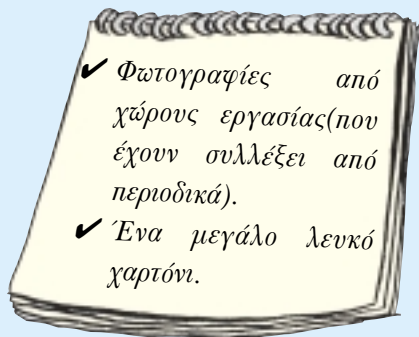 ✔ Φωτογραφίες από
χώρους εργασίας(που
έχουν συλλέξει από
περιοδικά).
✔ Ένα μεγάλο λευκό
χαρτόνι.